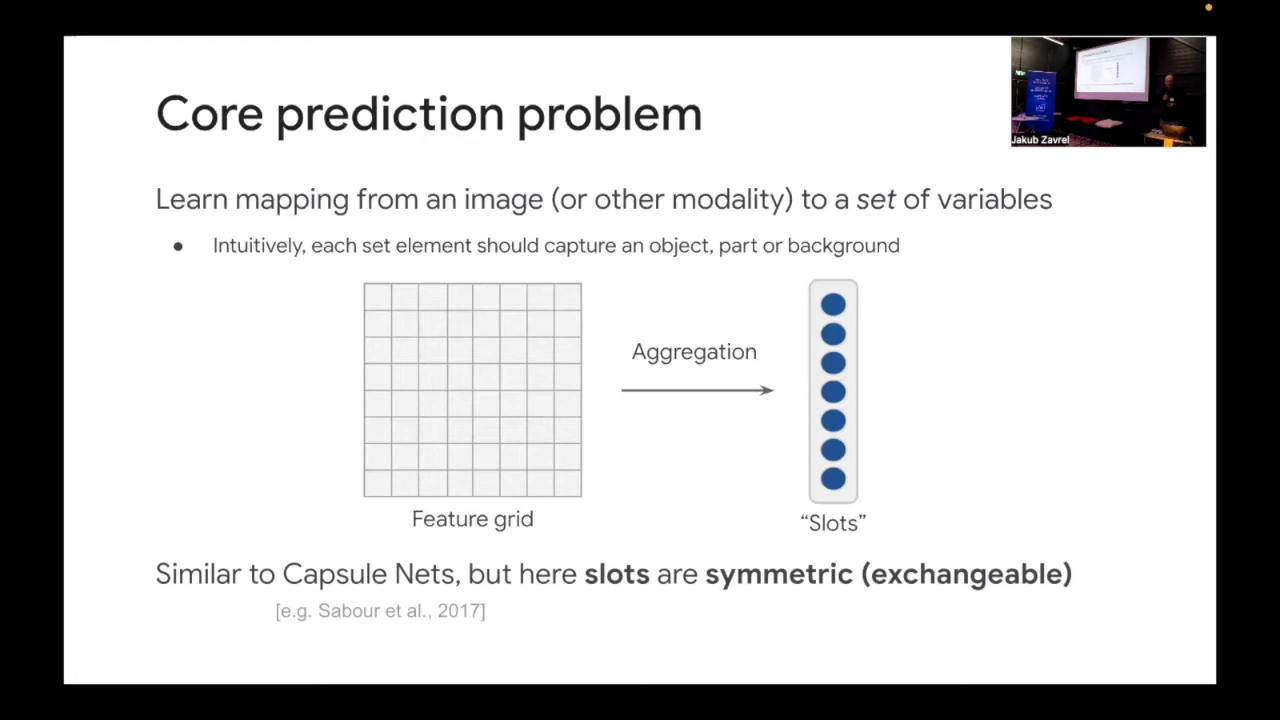 Core prediction problem
Jakub Zavrel
Learn mapping from an image (or other modality) to a set of variables
• Intuitively, each set element should capture an object, part or background
Aggregation
Feature grid
“Slots”
Similar to Capsule Nets, but here slots are symmetric (exchangeable)
[e.g. Sabour et al., 2017]